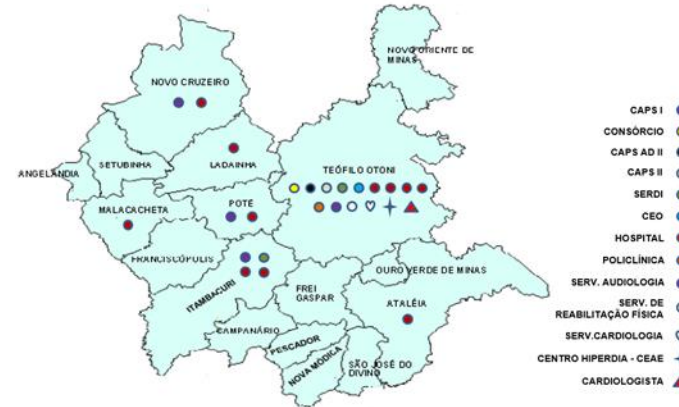 NOVO ORIENTE DE
MINAS
NOVO CRUZEIRO
SETUBINHA
LADAINHA
TEÓFILO OTONI
ANGELÂNDIA
MALACACHETA
POTÉ
FRANCISCÓPOLIS
ITAMBACURI
OURO VERDE DE MINAS
FREI
GASPAR
ATALÉIA
CAMPANÁRIO
PESCADOR
NOVA MÓDICA
SÃO JOSÉ DO
DIVINO
CAPS I
CONSÓRCIO
CAPS AD II
CAPS II
SERDI
CEO
HOSPITAL
POLICLÍNICA
SERV. AUDIOLOGIA
SERV. DE
REABILITAÇÃO FÍSICA
SERV.CARDIOLOGIA
CENTRO HIPERDIA - CEAE
CARDIOLOGISTA